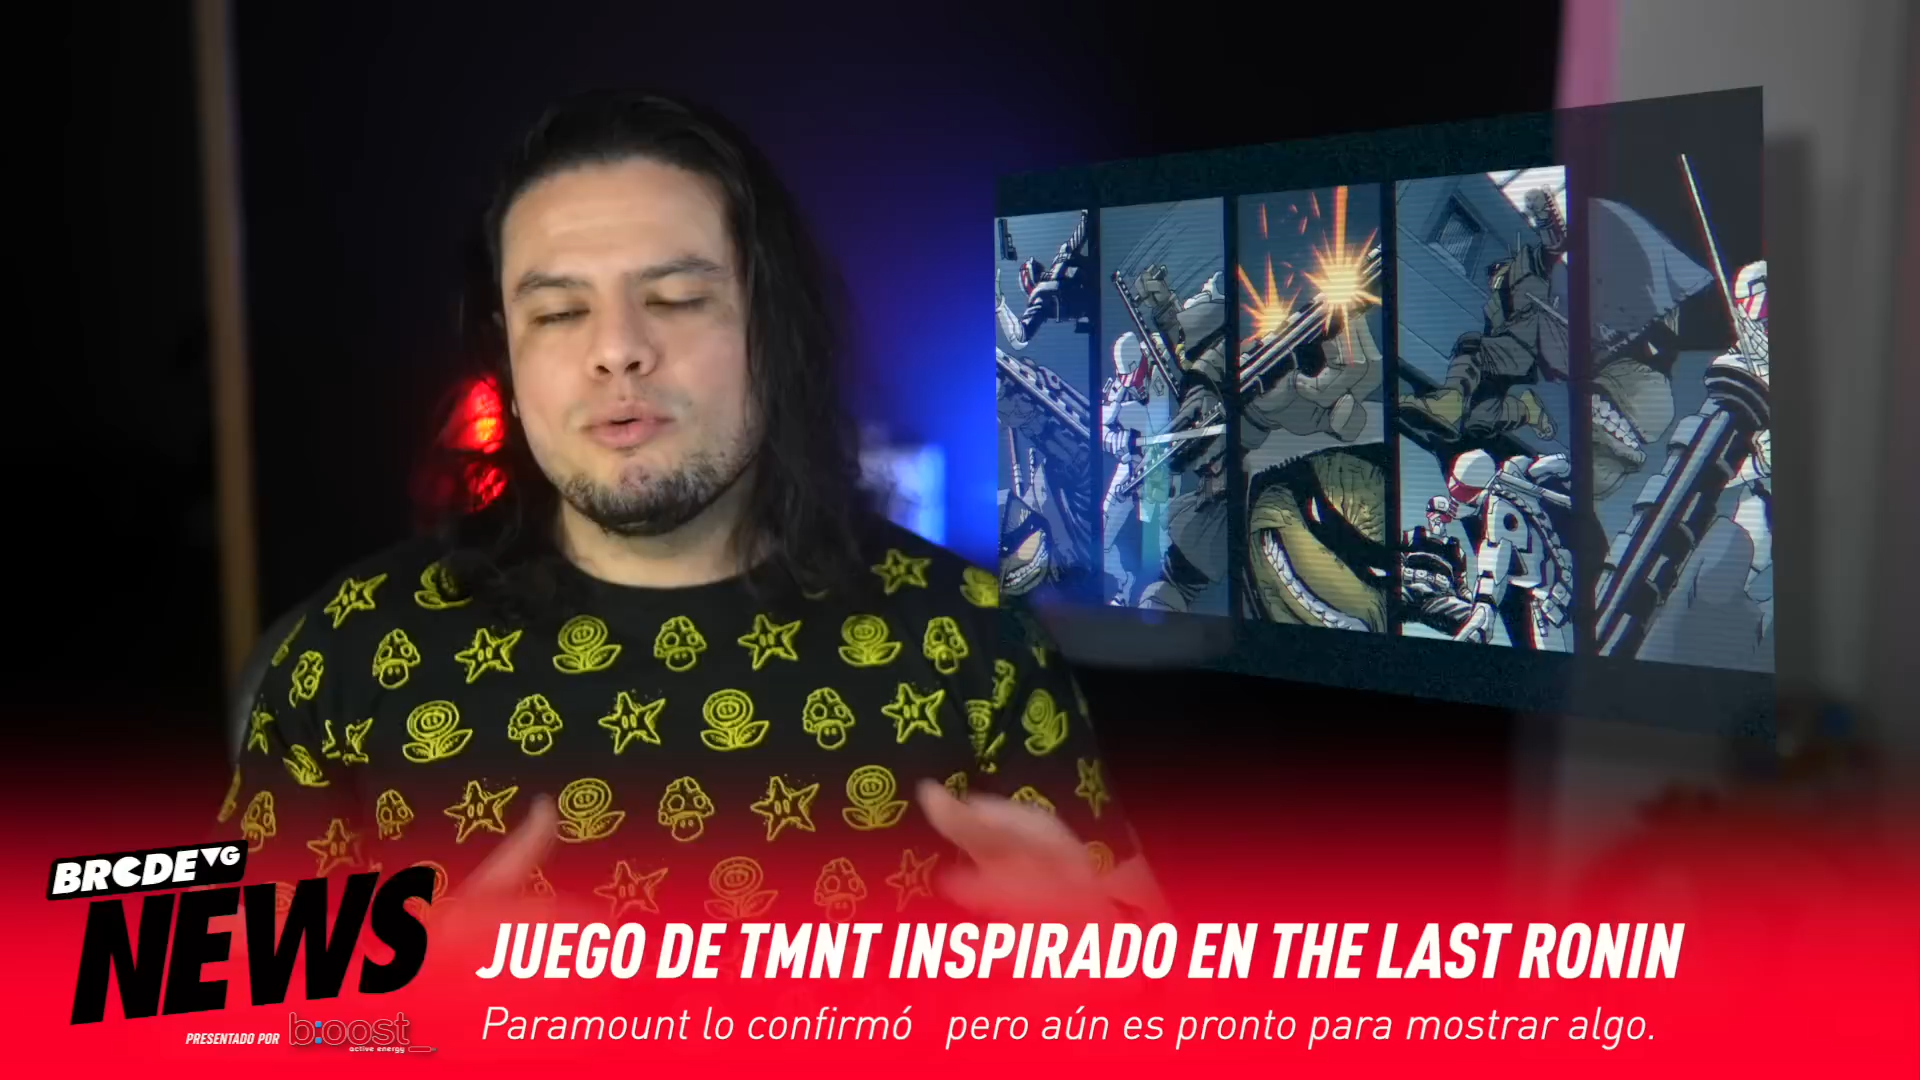 BRCDEVG
NEWS
PRESENTADO POR b:oost
active energy
JUEGO DE TMNT INSPIRADO EN THE LAST RONIN
Paramount lo confirmó pero aún es pronto para mostrar algo.